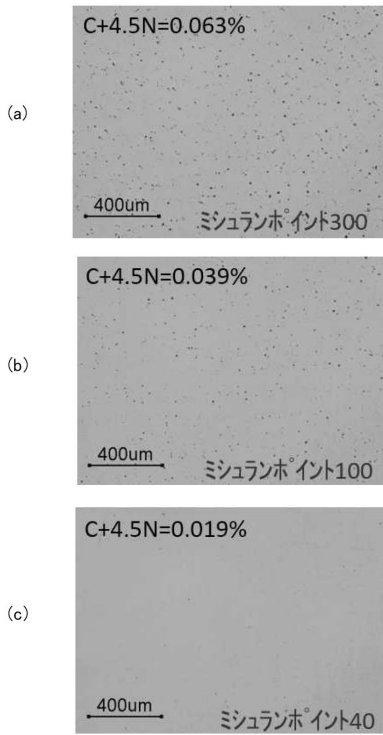 (a)
C+4.5N=0.063%
400um
ミシュランポイント300
(b)
C+4.5N=0.039%
400um
ミシュランポイント100
(c)
C+4.5N=0.019%
400um
ミシュランポイント40